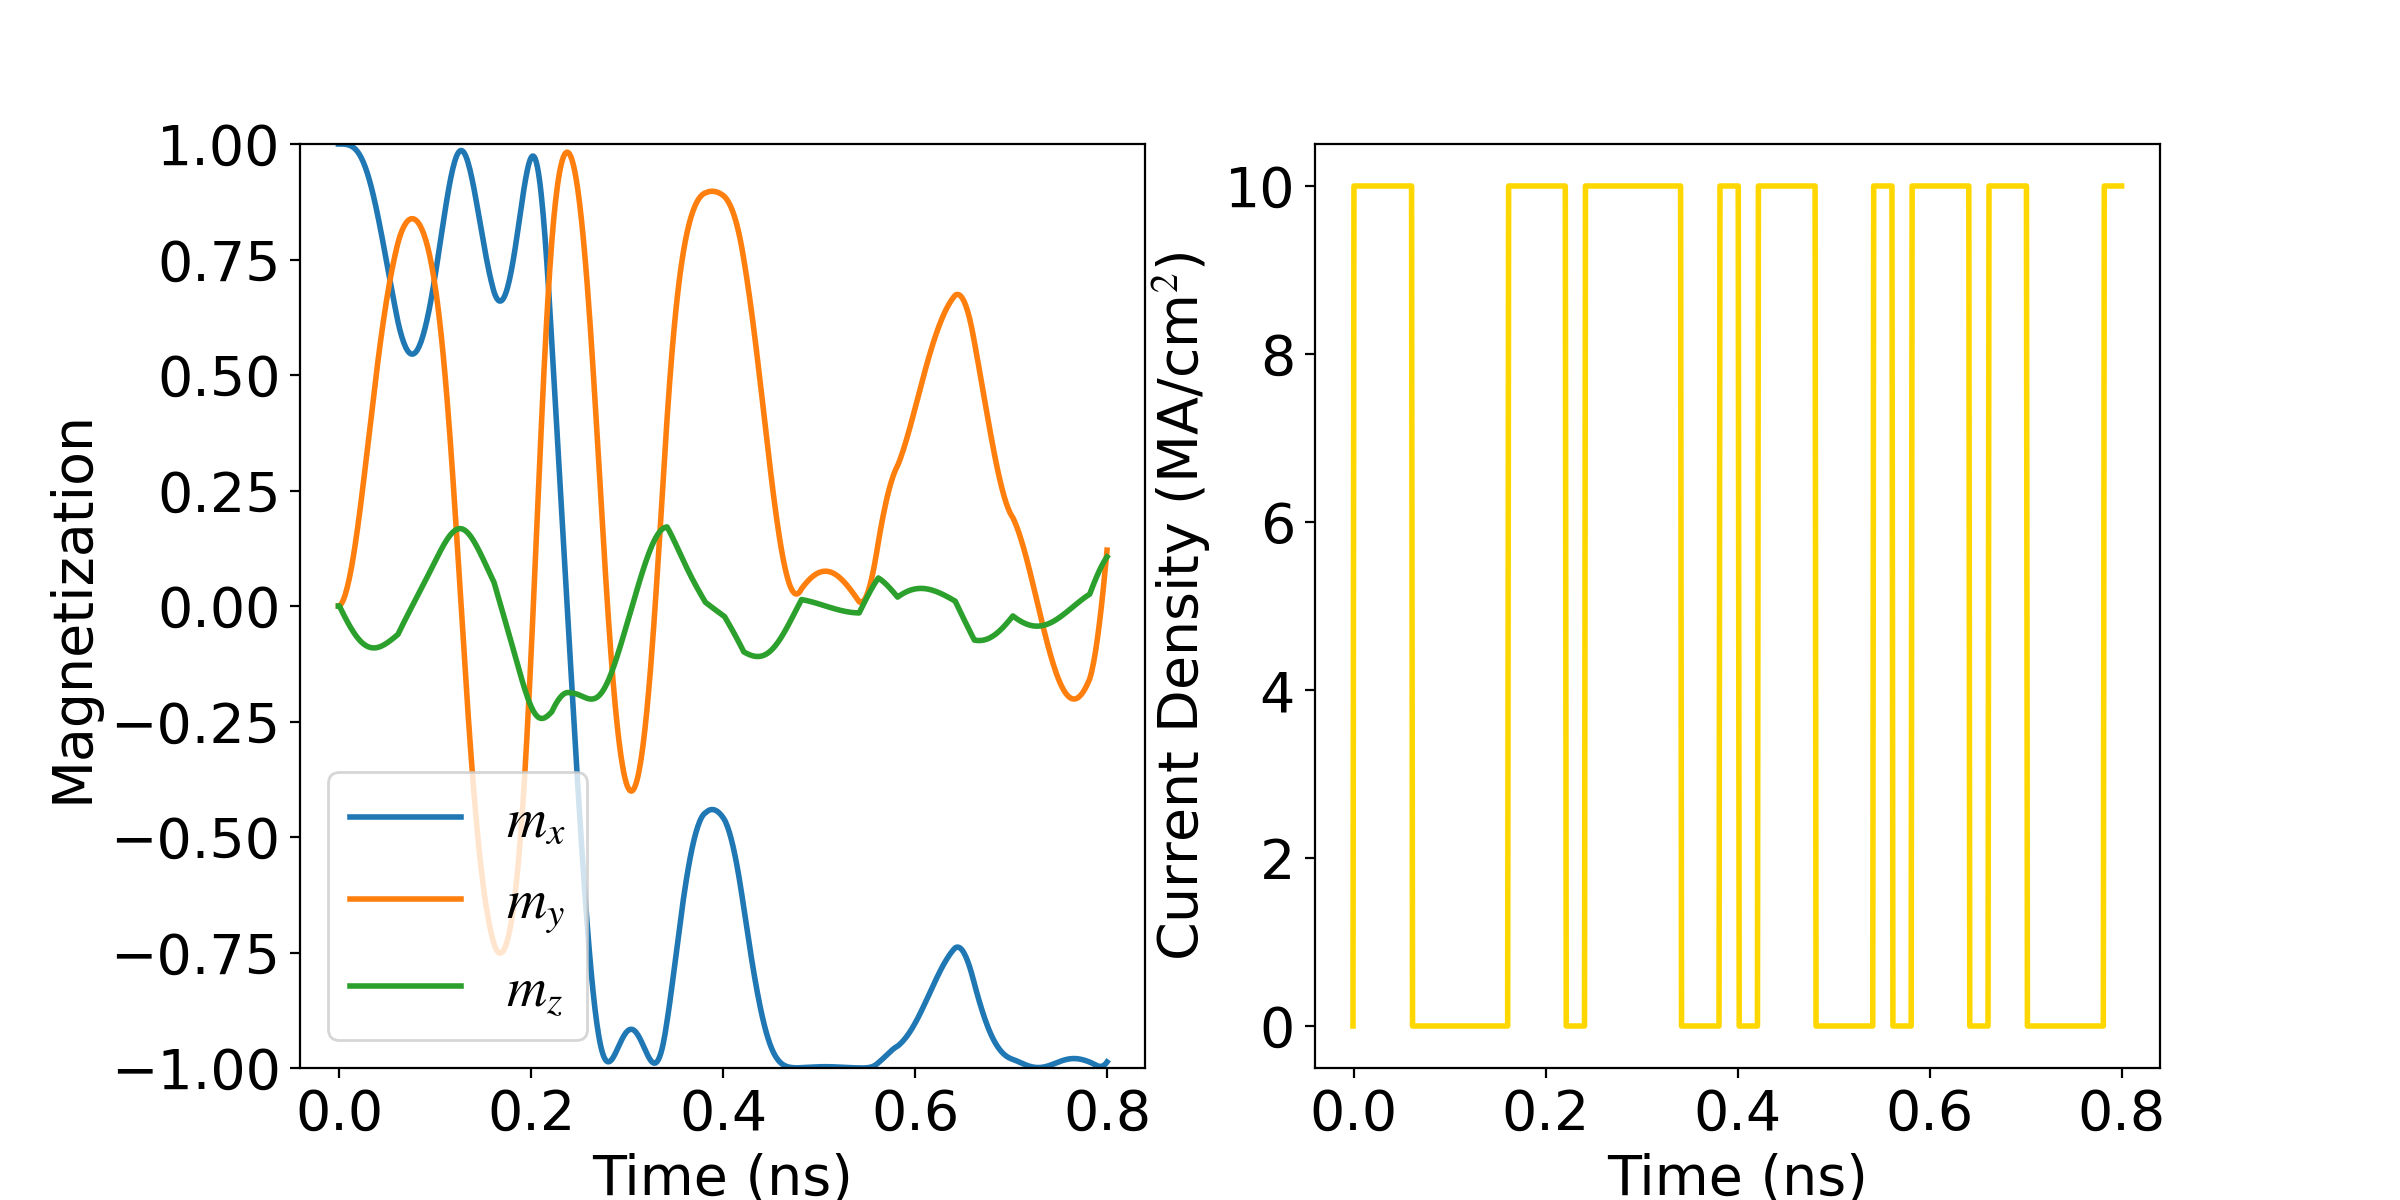 1.00
0.75
0.50
0.25
0.00
−0.25
−0.50
−0.75
−1.00
Magnetization
m_x
m_y
m_z
0.0 0.2 0.4 0.6 0.8
Time (ns)
10
8
6
4
2
0
Current Density (MA/cm²)
0.0 0.2 0.4 0.6 0.8
Time (ns)